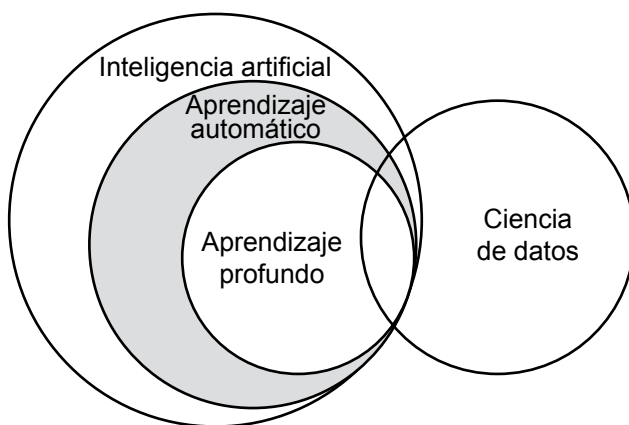 Inteligencia artificial
Aprendizaje
automático
Aprendizaje
profundo
Ciencia
de datos